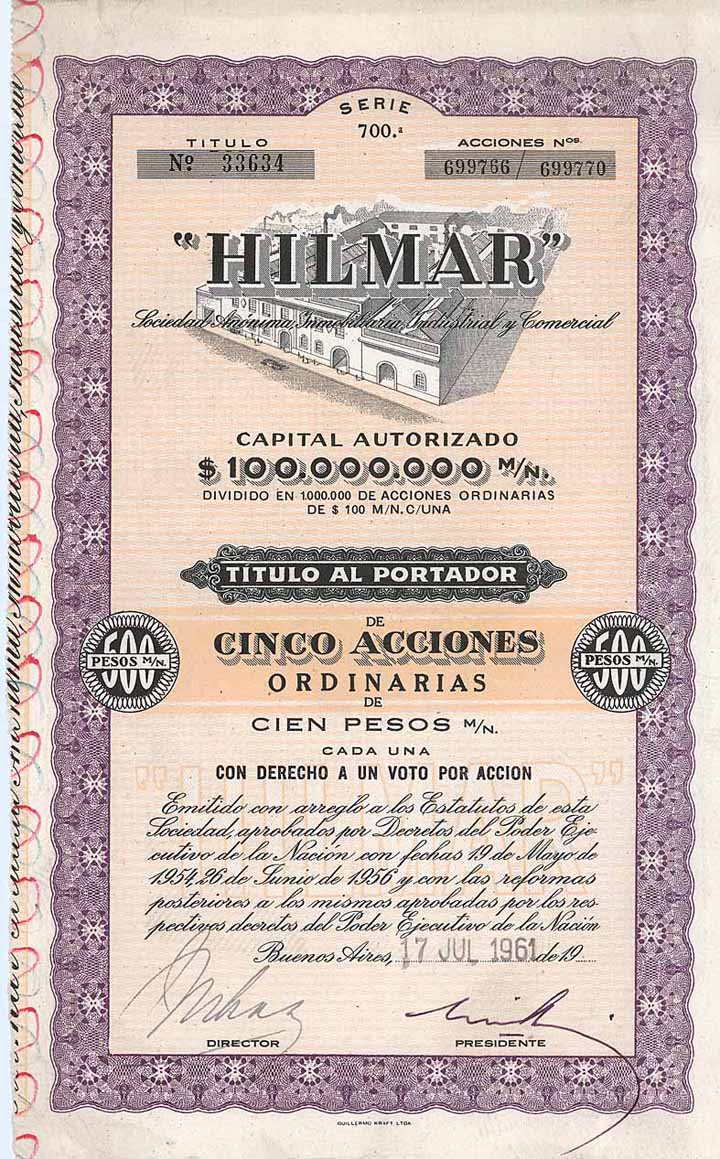 SERIE
700.ª
TITULO
Nº 33634
ACCIONES Nos.
699766 / 699770
"HILMAR"
Sociedad Anónima, Inmobiliaria, Industrial y Comercial
CAPITAL AUTORIZADO
$ 100.000.000 M/N.
DIVIDIDO EN 1.000.000 DE ACCIONES ORDINARIAS
DE $ 100 M/N. C/UNA
TÍTULO AL PORTADOR
DE
CINCO ACCIONES
ORDINARIAS
DE
CIEN PESOS M/N.
CADA UNA
CON DERECHO A UN VOTO POR ACCION
500
PESOS M/N.
500
PESOS M/N.
"HILMAR"
Emitido con arreglo a los Estatutos de esta
Sociedad, aprobados por Decretos del Poder Eje-
cutivo de la Nación con fechas 19 de Mayo de
1954, 26 de Junio de 1956 y con las reformas
posteriores a los mismos aprobadas por los res-
pectivos decretos del Poder Ejecutivo de la Nación
Buenos Aires, 17 JUL 1961 de 19
DIRECTOR
PRESIDENTE
GUILLERMO KRAFT LTDA.